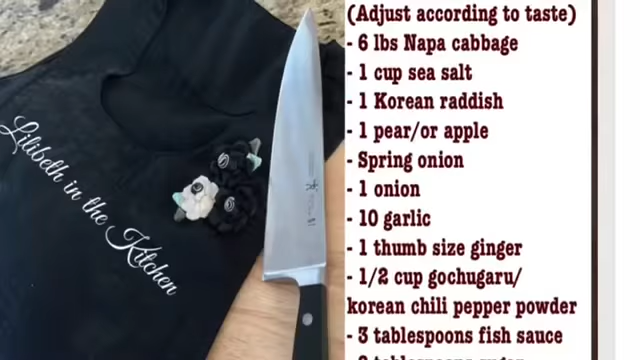 Lilibeth in the Kitchen
(Adjust according to taste)
- 6 lbs Napa cabbage
- 1 cup sea salt
- 1 Korean raddish
- 1 pear/or apple
- Spring onion
- 1 onion
- 10 garlic
- 1 thumb size ginger
- 1/2 cup gochugaru/
korean chili pepper powder
- 3 tablespoons fish sauce